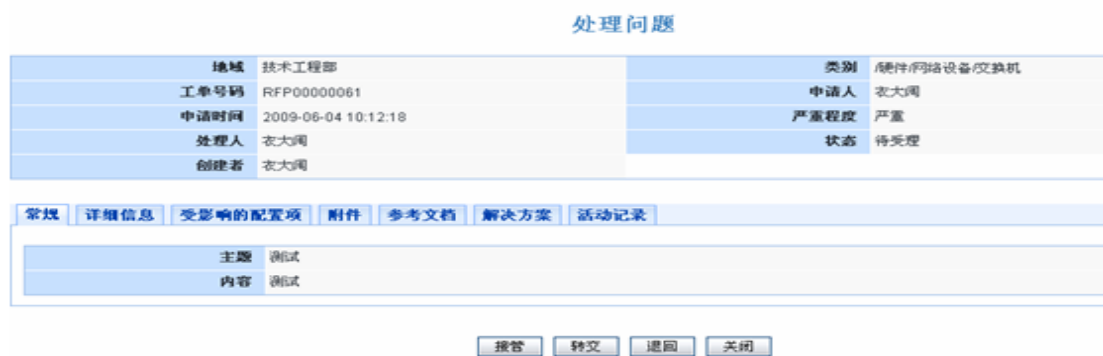 处理问题
地域 技术工程部 类别 /硬件/网络设备/交换机
工单号码 RFP00000061 申请人 衣大阔
申请时间 2009-06-04 10:12:18 严重程度 严重
处理人 衣大阔 状态 待受理
创建者 衣大阔
常规 详细信息 受影响的配置项 附件 参考文档 解决方案 活动记录
主题 测试
内容 测试
接管 转交 退回 关闭